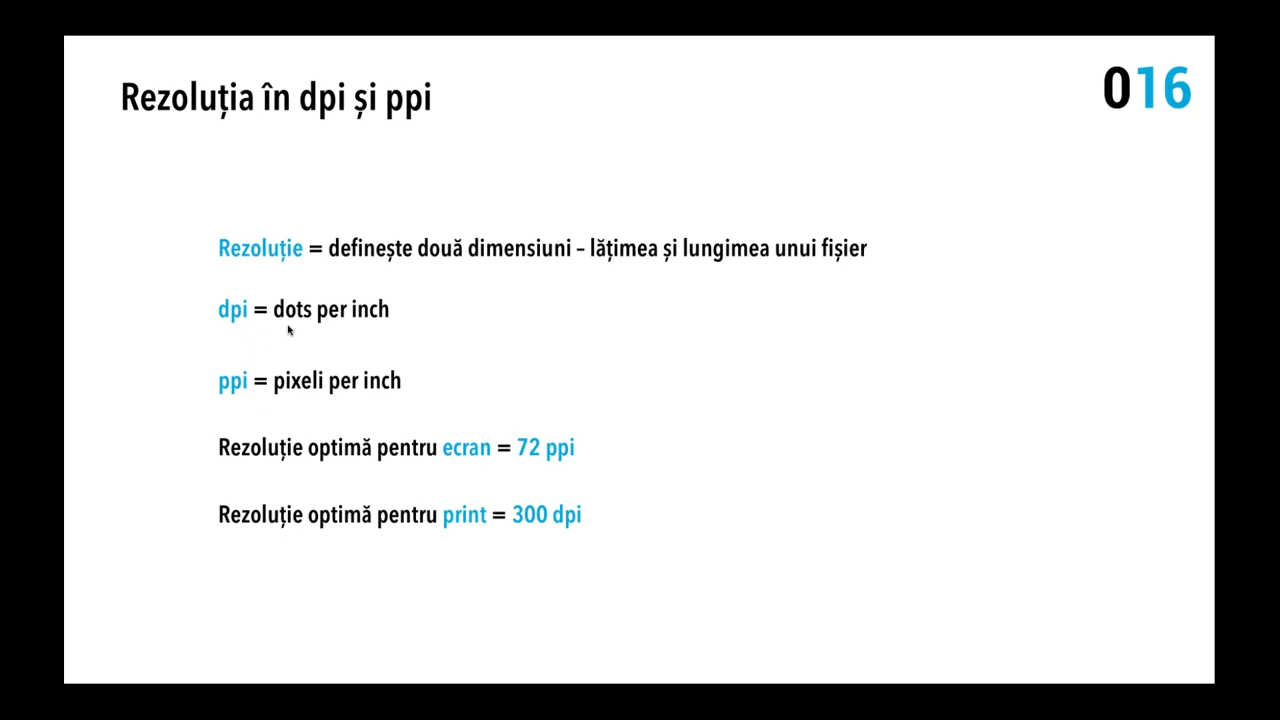 Rezoluția în dpi și ppi
016
Rezoluție = definește două dimensiuni – lățimea și lungimea unui fișier
dpi = dots per inch
ppi = pixeli per inch
Rezoluție optimă pentru ecran = 72 ppi
Rezoluție optimă pentru print = 300 dpi